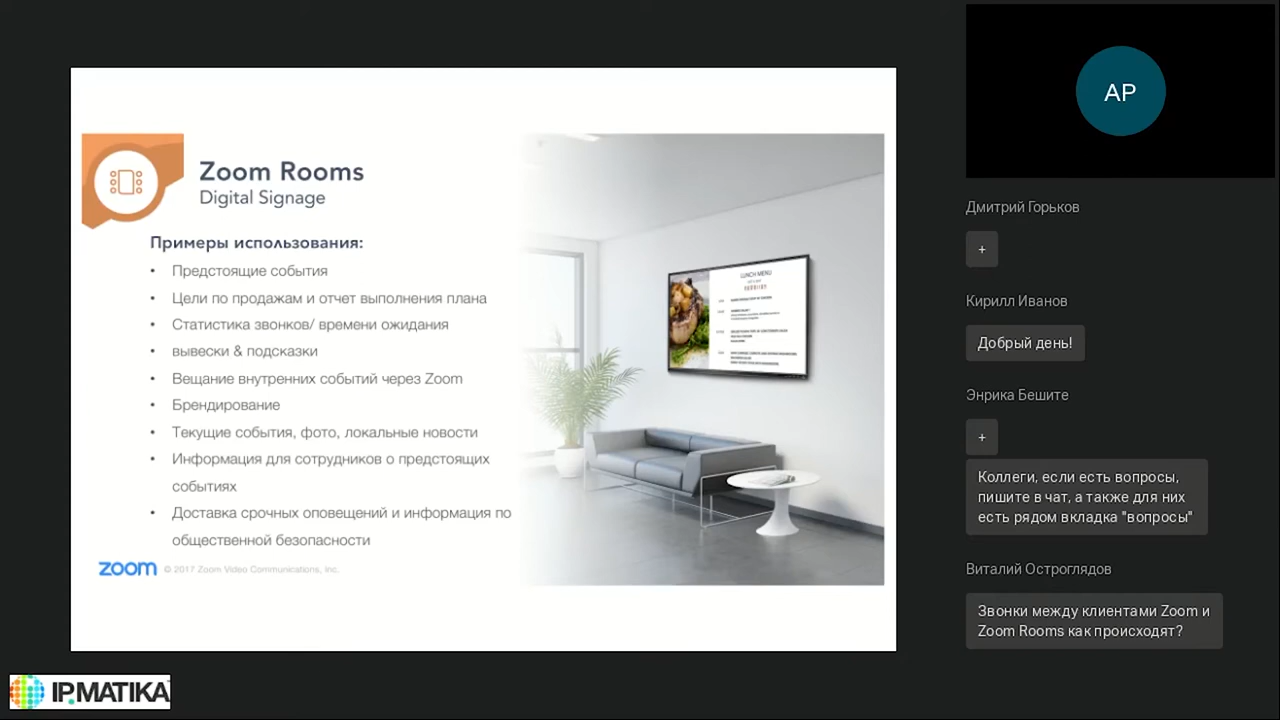 Zoom Rooms
Digital Signage
Примеры использования:
• Предстоящие события
• Цели по продажам и отчет выполнения плана
• Статистика звонков/ времени ожидания
• вывески & подсказки
• Вещание внутренних событий через Zoom
• Брендирование
• Текущие события, фото, локальные новости
• Информация для сотрудников о предстоящих
событиях
• Доставка срочных оповещений и информация по
общественной безопасности
zoom © 2017 Zoom Video Communications, Inc.
LUNCH MENU
IP.MATIKA
AP
Дмитрий Горьков
+
Кирилл Иванов
Добрый день!
Энрика Бешите
+
Коллеги, если есть вопросы,
пишите в чат, а также для них
есть рядом вкладка "вопросы"
Виталий Остроглядов
Звонки между клиентами Zoom и
Zoom Rooms как происходят?